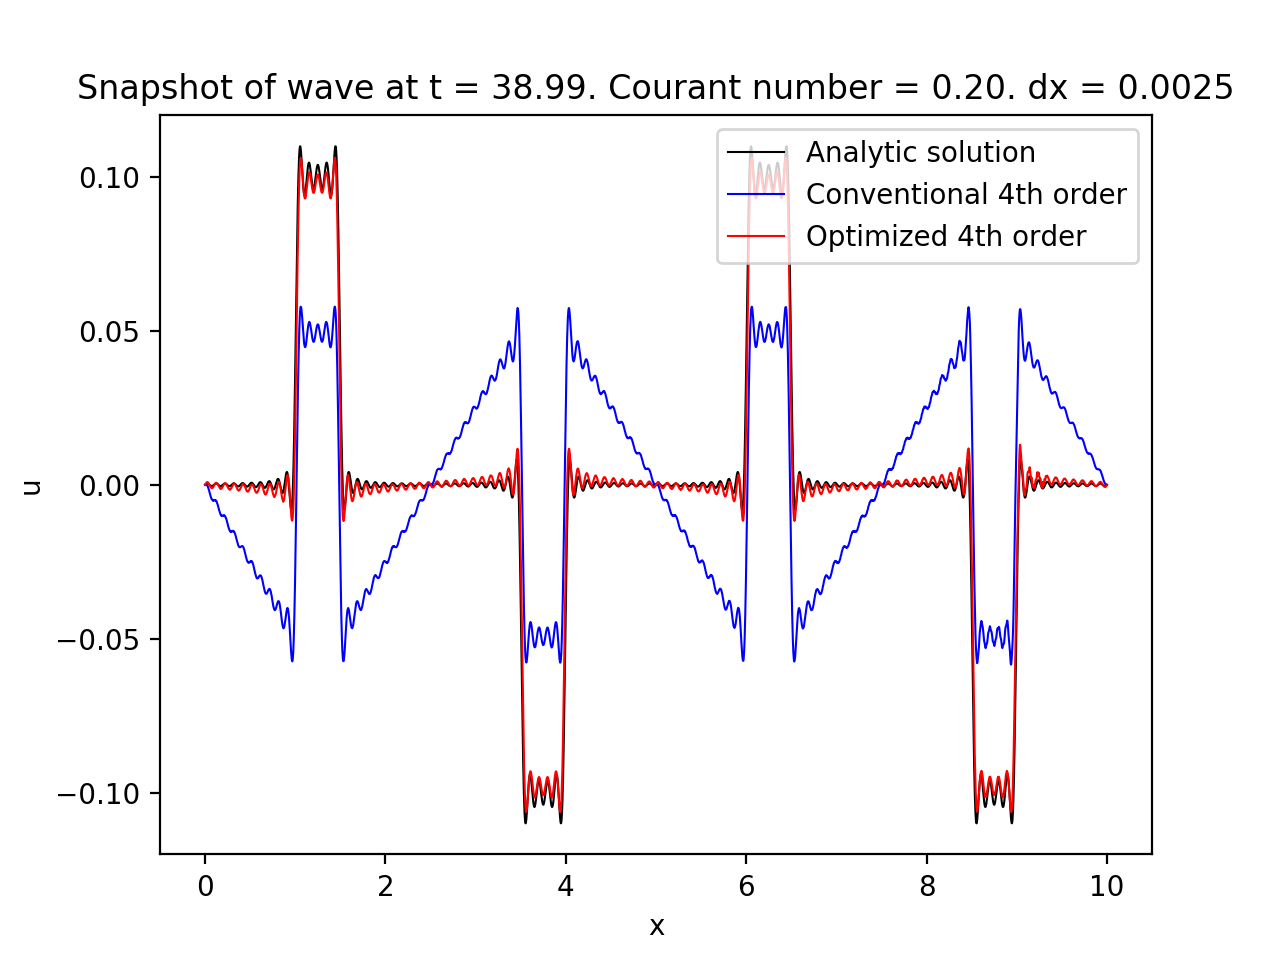 Snapshot of wave at t = 38.99. Courant number = 0.20. dx = 0.0025
Analytic solution
Conventional 4th order
Optimized 4th order
0.10
0.05
0.00
−0.05
−0.10
u
0 2 4 6 8 10
x